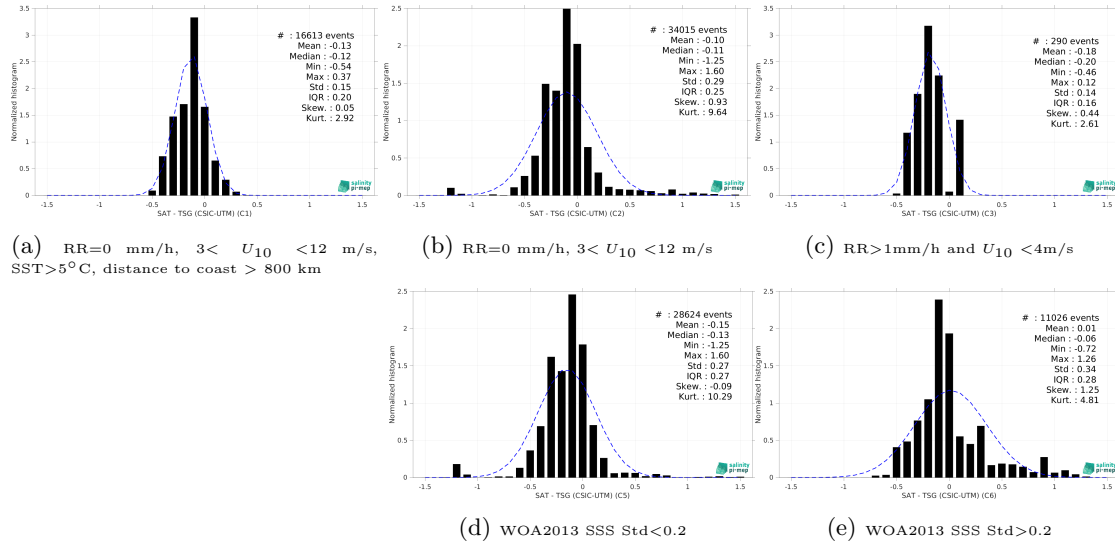 3.5
3
2.5
2
1.5
1
0.5
0
Normalized histogram
# : 16613 events
Mean : -0.13
Median : -0.12
Min : -0.54
Max : 0.37
Std : 0.15
IQR : 0.20
Skew. : 0.05
Kurt. : 2.92
salinity
pi-mep
-1.5 -1 -0.5 0 0.5 1 1.5
SAT - TSG (CSIC-UTM) (C1)
(a) RR=0 mm/h, 3< U10 <12 m/s,
SST>5°C, distance to coast > 800 km
2.5
2
1.5
1
0.5
0
Normalized histogram
# : 34015 events
Mean : -0.10
Median : -0.11
Min : -1.25
Max : 1.60
Std : 0.29
IQR : 0.25
Skew. : 0.93
Kurt. : 9.64
salinity
pi-mep
-1.5 -1 -0.5 0 0.5 1 1.5
SAT - TSG (CSIC-UTM) (C2)
(b) RR=0 mm/h, 3< U10 <12 m/s
3.5
3
2.5
2
1.5
1
0.5
0
Normalized histogram
# : 290 events
Mean : -0.18
Median : -0.20
Min : -0.46
Max : 0.12
Std : 0.14
IQR : 0.16
Skew. : 0.44
Kurt. : 2.61
salinity
pi-mep
-1.5 -1 -0.5 0 0.5 1 1.5
SAT - TSG (CSIC-UTM) (C3)
(c) RR>1mm/h and U10 <4m/s
2.5
2
1.5
1
0.5
0
Normalized histogram
# : 28624 events
Mean : -0.15
Median : -0.13
Min : -1.25
Max : 1.60
Std : 0.27
IQR : 0.27
Skew. : -0.09
Kurt. : 10.29
salinity
pi-mep
-1.5 -1 -0.5 0 0.5 1 1.5
SAT - TSG (CSIC-UTM) (C5)
(d) WOA2013 SSS Std<0.2
2.5
2
1.5
1
0.5
0
Normalized histogram
# : 11026 events
Mean : 0.01
Median : -0.06
Min : -0.72
Max : 1.26
Std : 0.34
IQR : 0.28
Skew. : 1.25
Kurt. : 4.81
salinity
pi-mep
-1.5 -1 -0.5 0 0.5 1 1.5
SAT - TSG (CSIC-UTM) (C6)
(e) WOA2013 SSS Std>0.2